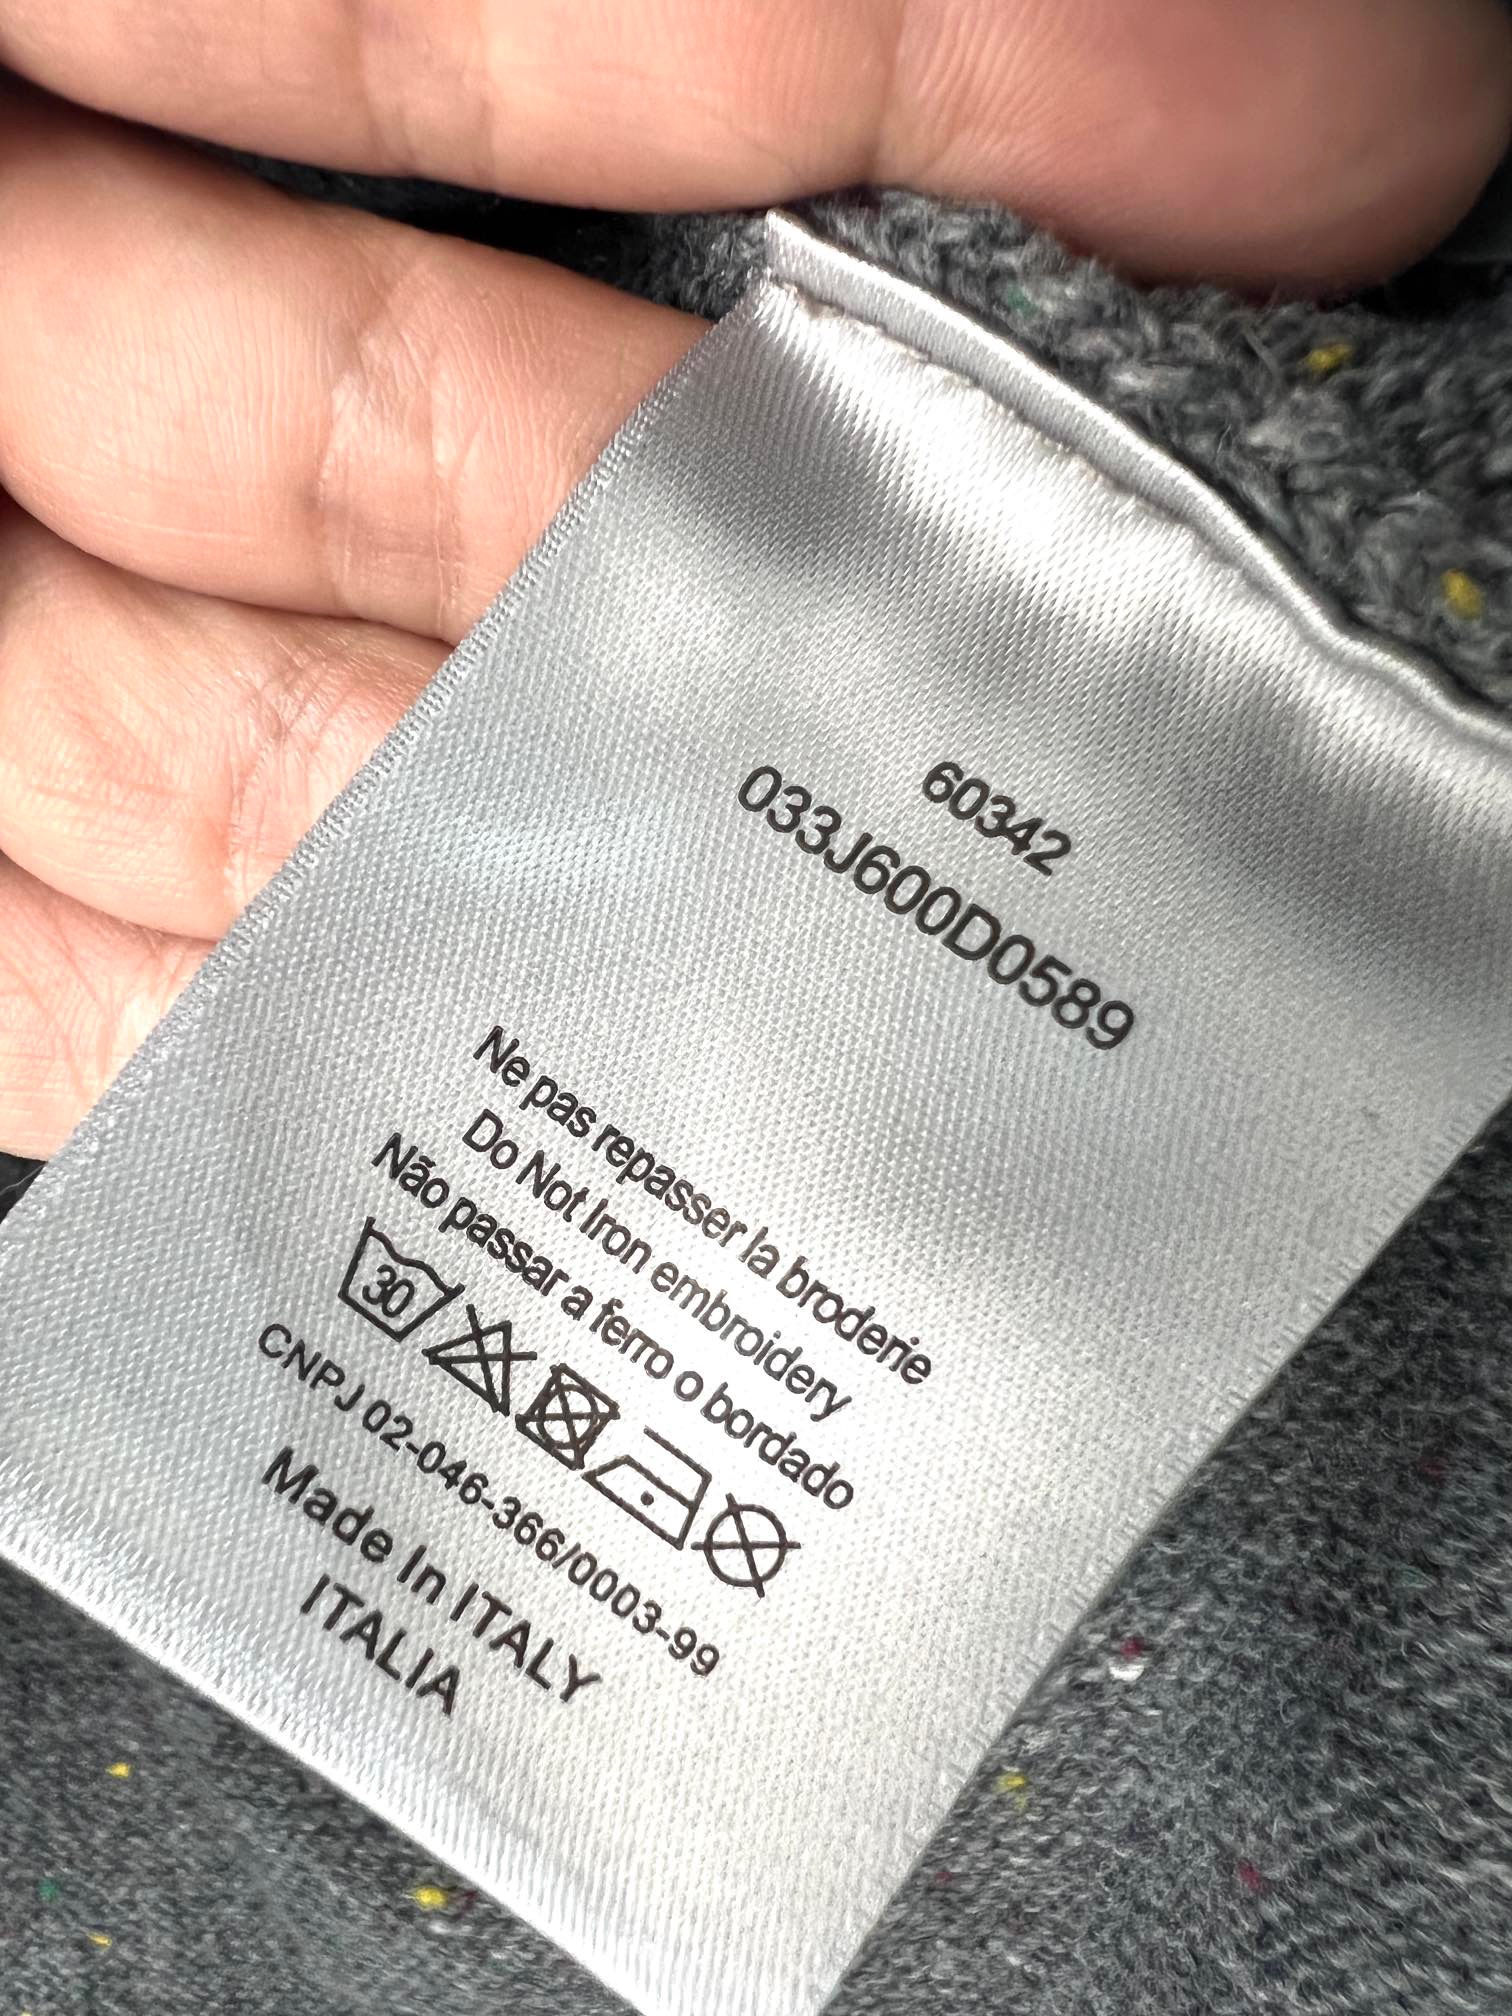 60342
033J600D0589
Ne pas repasser la broderie
Do Not Iron embroidery
Não passar a ferro o bordado
30
CNPJ 02-046-366/0003-99
Made In ITALY
ITALIA